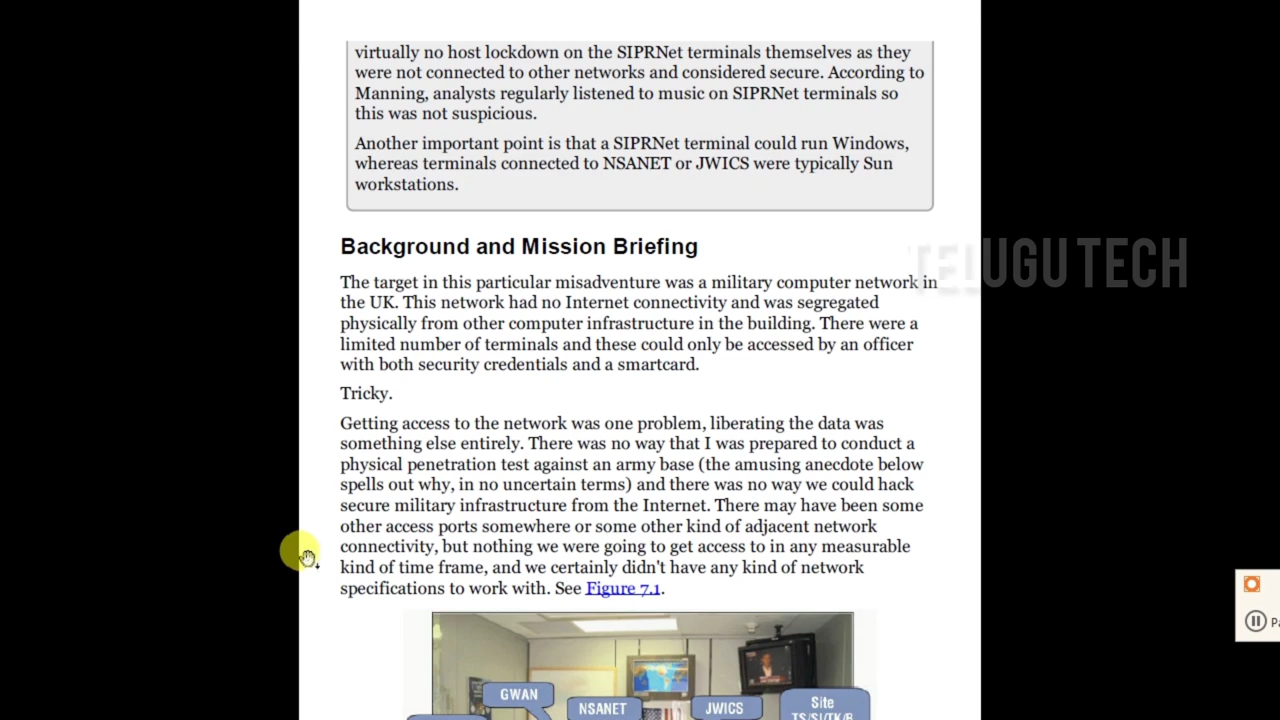 virtually no host lockdown on the SIPRNet terminals themselves as they
were not connected to other networks and considered secure. According to
Manning, analysts regularly listened to music on SIPRNet terminals so
this was not suspicious.
Another important point is that a SIPRNet terminal could run Windows,
whereas terminals connected to NSANET or JWICS were typically Sun
workstations.
Background and Mission Briefing
TELUGU TECH
The target in this particular misadventure was a military computer network in
the UK. This network had no Internet connectivity and was segregated
physically from other computer infrastructure in the building. There were a
limited number of terminals and these could only be accessed by an officer
with both security credentials and a smartcard.
Tricky.
Getting access to the network was one problem, liberating the data was
something else entirely. There was no way that I was prepared to conduct a
physical penetration test against an army base (the amusing anecdote below
spells out why, in no uncertain terms) and there was no way we could hack
secure military infrastructure from the Internet. There may have been some
other access ports somewhere or some other kind of adjacent network
connectivity, but nothing we were going to get access to in any measurable
kind of time frame, and we certainly didn't have any kind of network
specifications to work with. See Figure 7.1.
GWAN
NSANET
JWICS
Site
TS/SI/TK/B